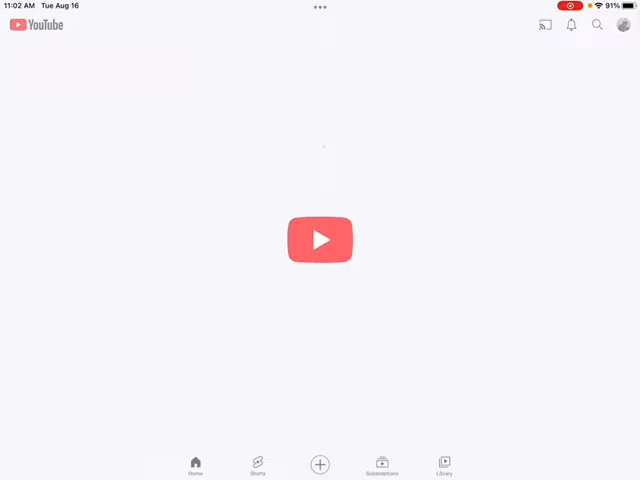 11:02 AM Tue Aug 16
91%
YouTube
Home
Shorts
Subscriptions
Library